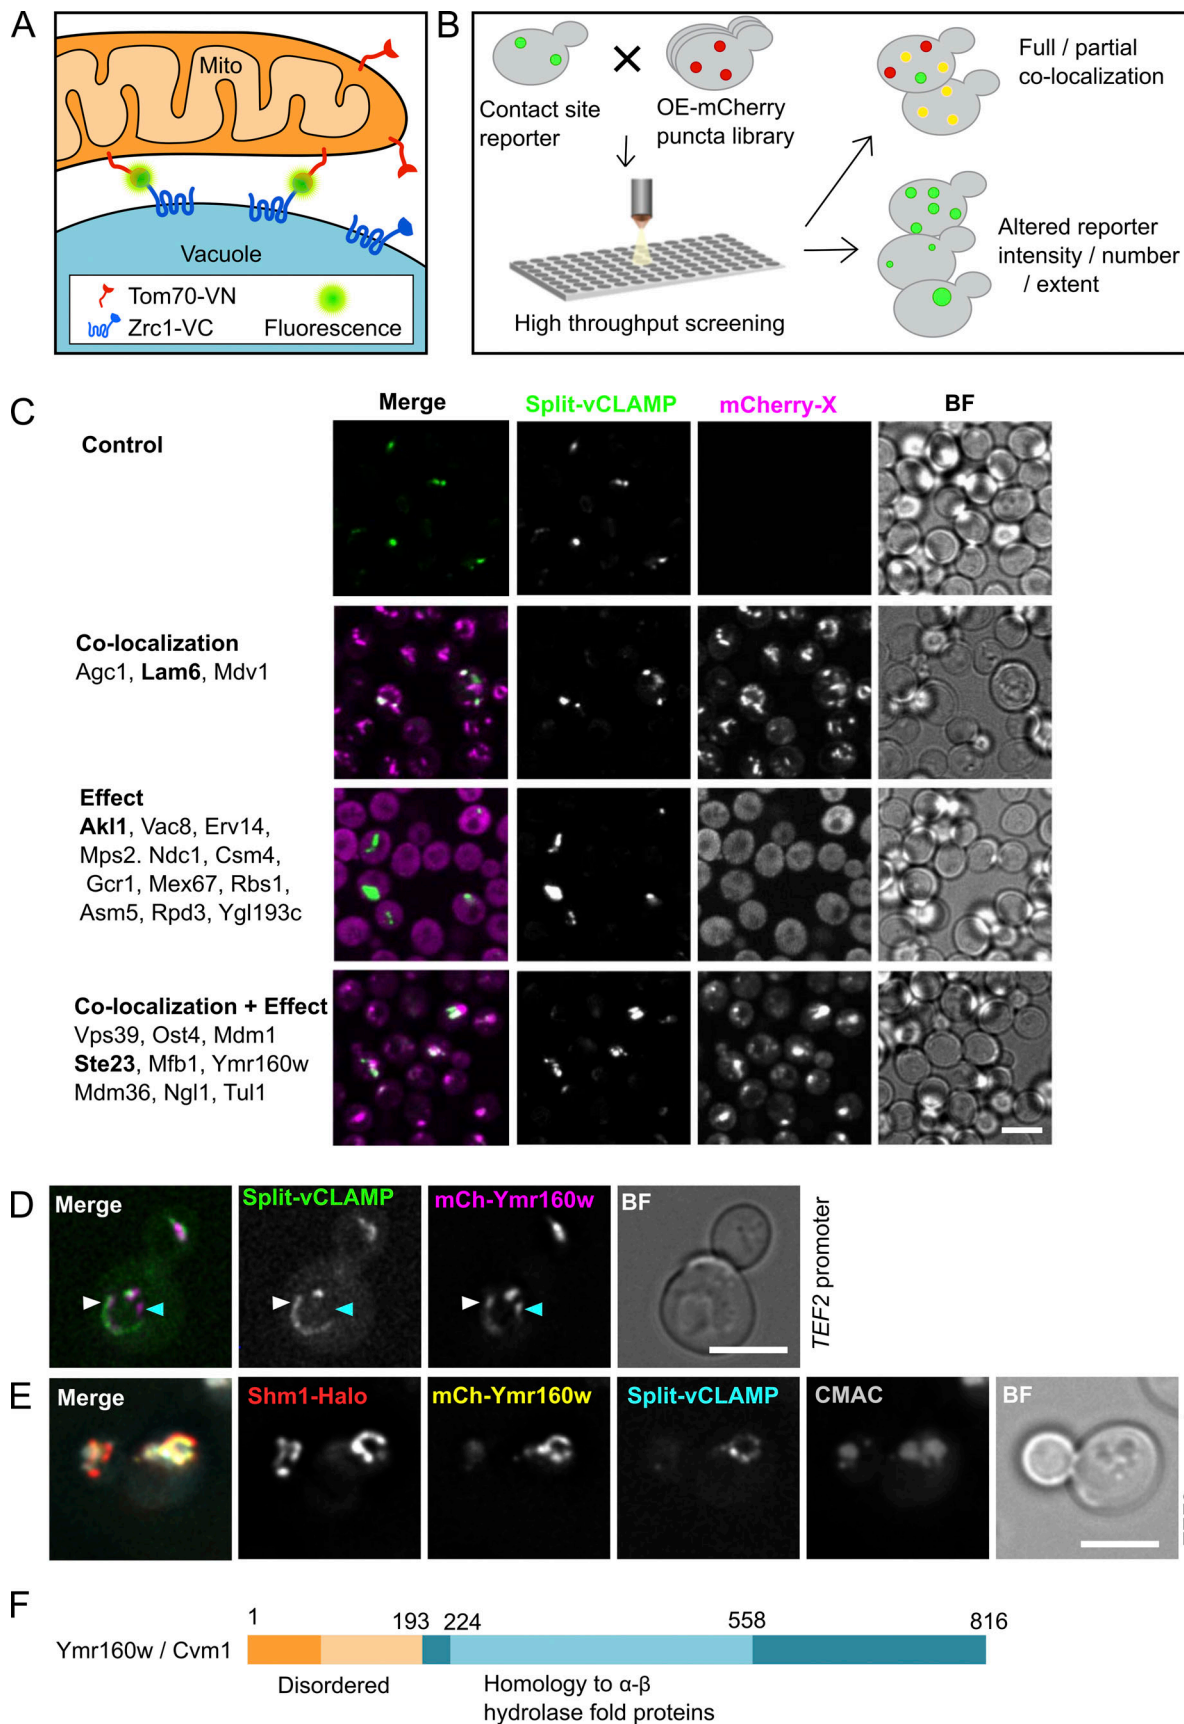 A
Mito
Vacuole
Tom70-VN
Zrc1-VC
Fluorescence
B
Contact site
reporter
OE-mCherry
puncta library
High throughput screening
Full / partial
co-localization
Altered reporter
intensity / number
/ extent
C
Merge
Split-vCLAMP
mCherry-X
BF
Control
Co-localization
Agc1, Lam6, Mdv1
Effect
Akl1, Vac8, Erv14,
Mps2. Ndc1, Csm4,
Gcr1, Mex67, Rbs1,
Asm5, Rpd3, Ygl193c
Co-localization + Effect
Vps39, Ost4, Mdm1
Ste23, Mfb1, Ymr160w
Mdm36, Ngl1, Tul1
D
Merge
Split-vCLAMP
mCh-Ymr160w
BF
TEF2 promoter
E
Merge
Shm1-Halo
mCh-Ymr160w
Split-vCLAMP
CMAC
BF
F
1
193
224
558
816
Ymr160w / Cvm1
Disordered
Homology to α-β
hydrolase fold proteins